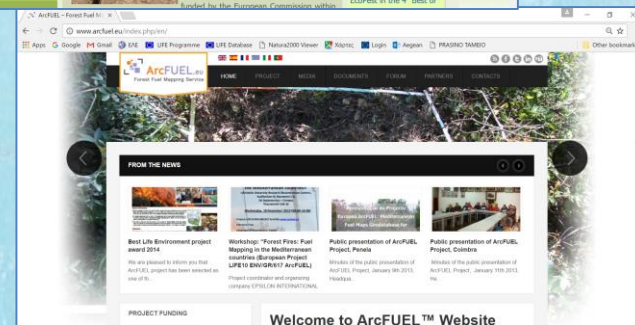 funded by the European Commission within
EcoFest in the 4th Best of
ArcFUEL – Forest Fuel M
www.arcfuel.eu/index.php/en/
Apps Google Gmail LIFE Programme LIFE Database Natura2000 Viewer Χάρτες Login Aegean PRASINO TAMEIO Other bookmark
ArcFUEL.eu
Forest Fuel Mapping Service
HOME PROJECT MEDIA DOCUMENTS FORUM PARTNERS CONTACTS
FROM THE NEWS
Best Life Environment project award 2014
We are pleased to inform you that
ArcFUEL project has been selected as
one of th...
Workshop: "Forest Fires: Fuel
Mapping in the Mediterranean
countries (European Project
LIFE10 ENV/GR/617 ArcFUEL)
Project coordinator and organising
company EPSILON INTERNATIONAL
Public presentation of ArcFUEL
Project, Penela
Minutes of the public presentation of
ArcFUEL Project, January 9th 2013,
Headqua...
Public presentation of ArcFUEL
Project, Coimbra
Minutes of the public presentation of
ArcFUEL Project, January 11th 2013,
He...
PROJECT FUNDING
Welcome to ArcFUEL™ Website